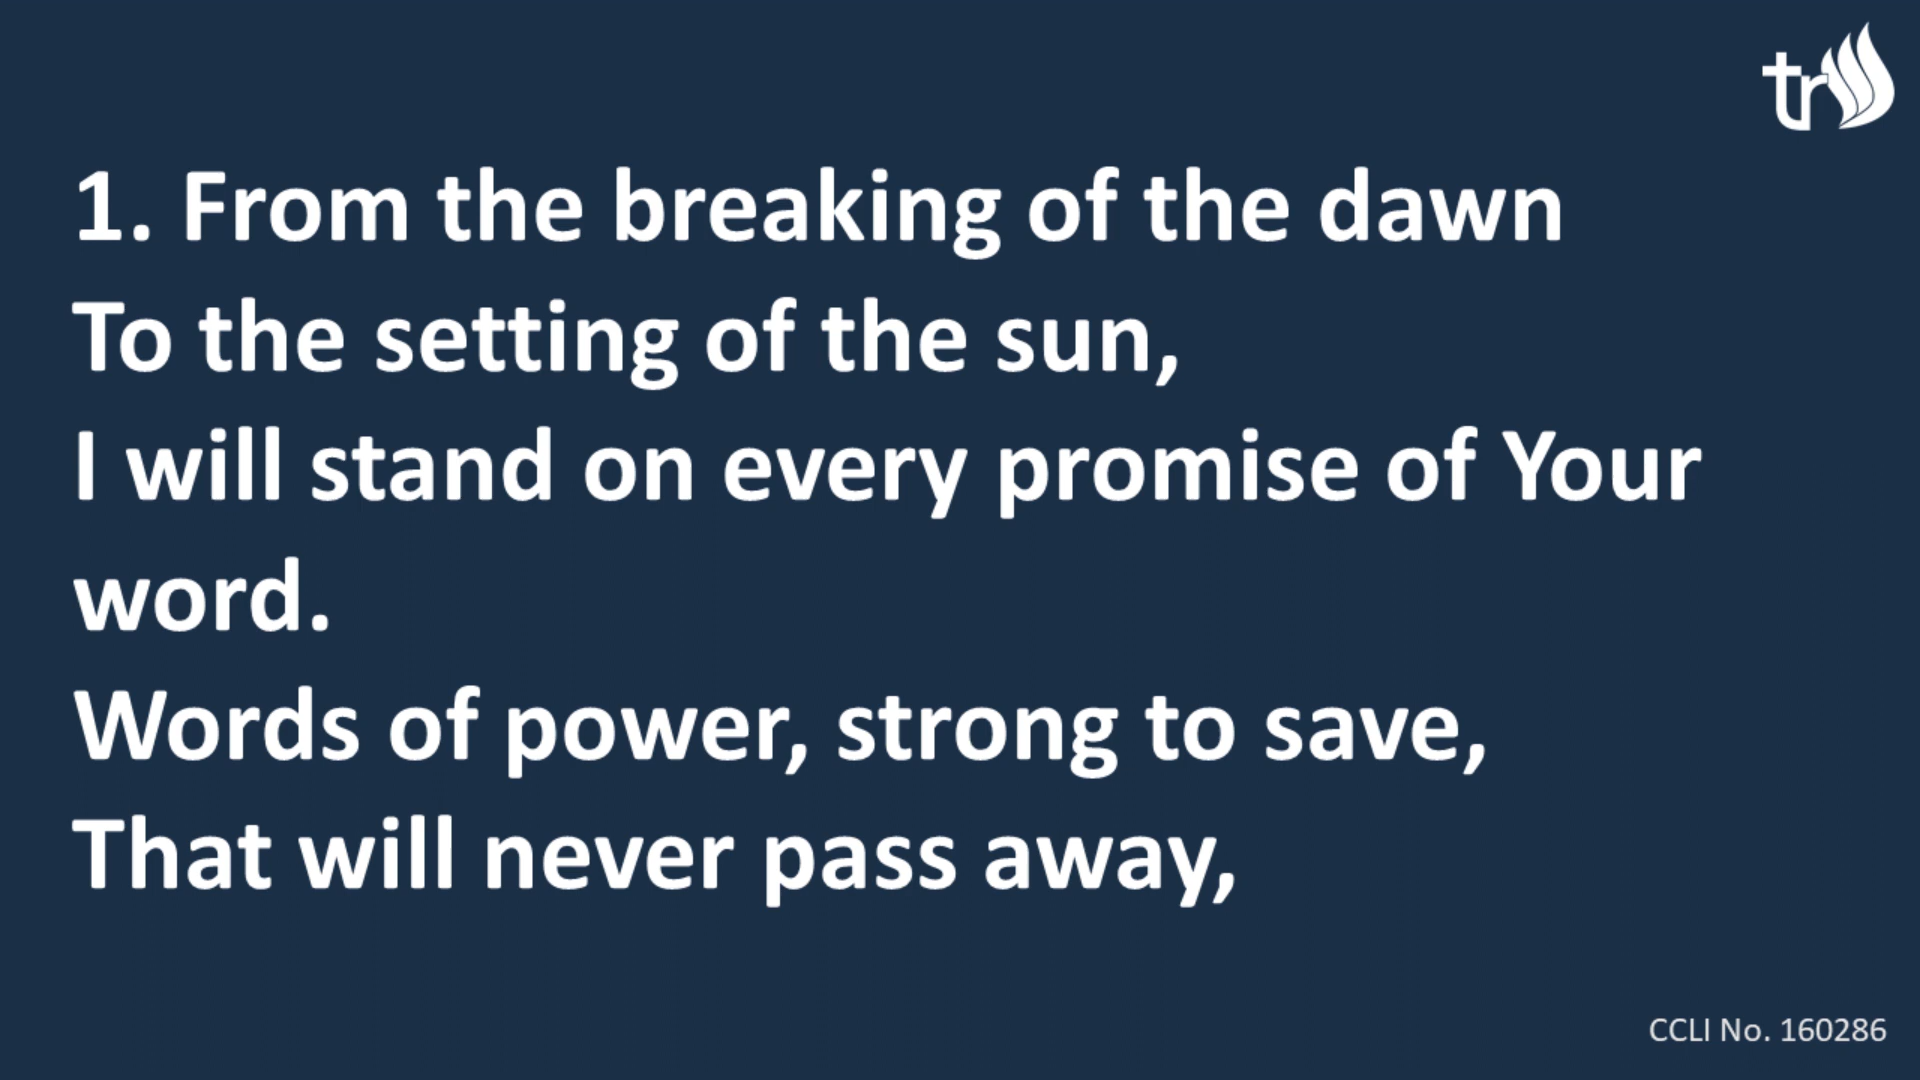 tr
1. From the breaking of the dawn
To the setting of the sun,
I will stand on every promise of Your
word.
Words of power, strong to save,
That will never pass away,
CCLI No. 160286